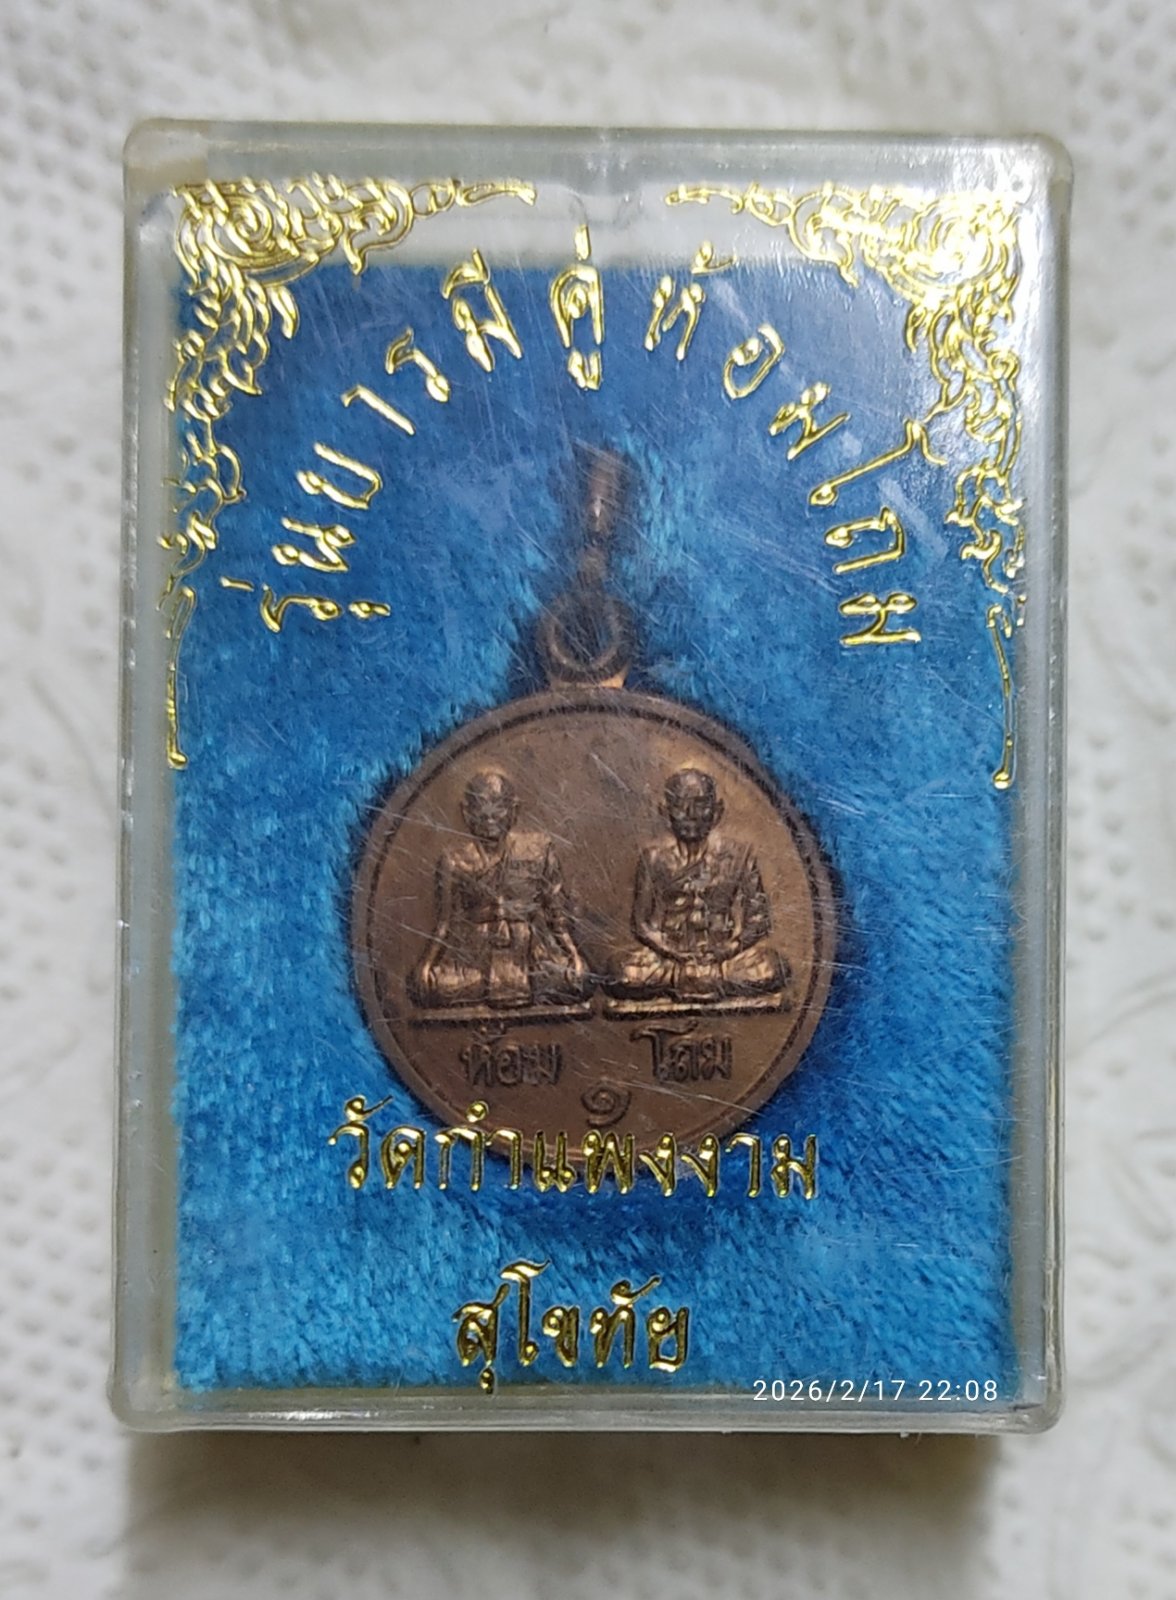 รุ่นบารมีคู่ห้อมโถม
ห้อม โถม
๑
วัดกำแพงงาม
สุโขทัย
2026/2/17 22:08